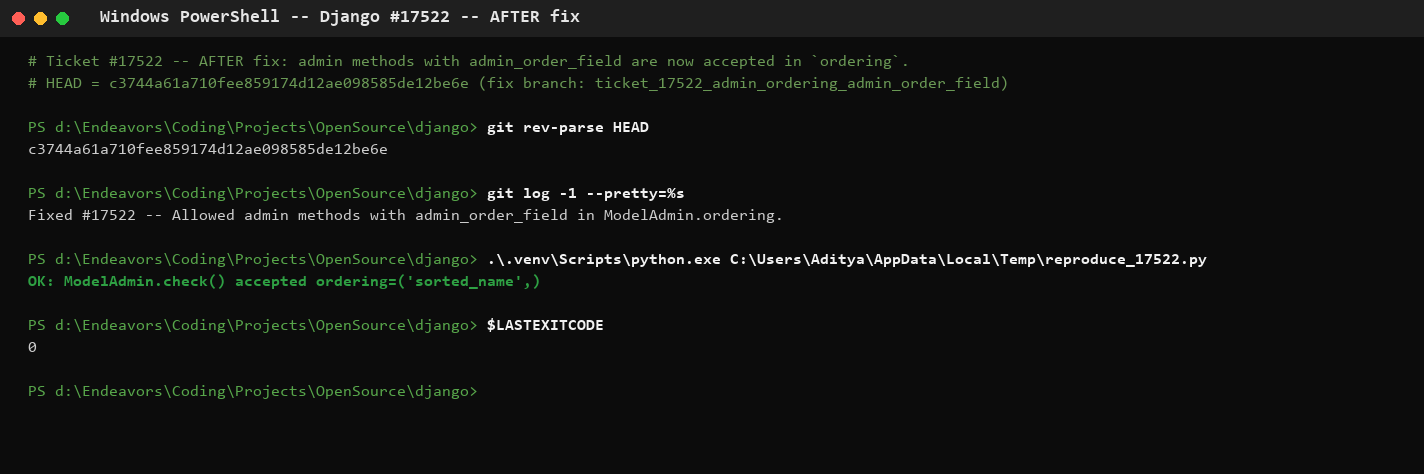 Windows PowerShell -- Django #17522 -- AFTER fix
# Ticket #17522 -- AFTER fix: admin methods with admin_order_field are now accepted in `ordering`.
# HEAD = c3744a61a710fee859174d12ae098585de12be6e (fix branch: ticket_17522_admin_ordering_admin_order_field)
PS d:\Endeavors\Coding\Projects\OpenSource\django> git rev-parse HEAD
c3744a61a710fee859174d12ae098585de12be6e
PS d:\Endeavors\Coding\Projects\OpenSource\django> git log -1 --pretty=%s
Fixed #17522 -- Allowed admin methods with admin_order_field in ModelAdmin.ordering.
PS d:\Endeavors\Coding\Projects\OpenSource\django> .\.venv\Scripts\python.exe C:\Users\Aditya\AppData\Local\Temp\reproduce_17522.py
OK: ModelAdmin.check() accepted ordering=('sorted_name',)
PS d:\Endeavors\Coding\Projects\OpenSource\django> $LASTEXITCODE
0
PS d:\Endeavors\Coding\Projects\OpenSource\django>